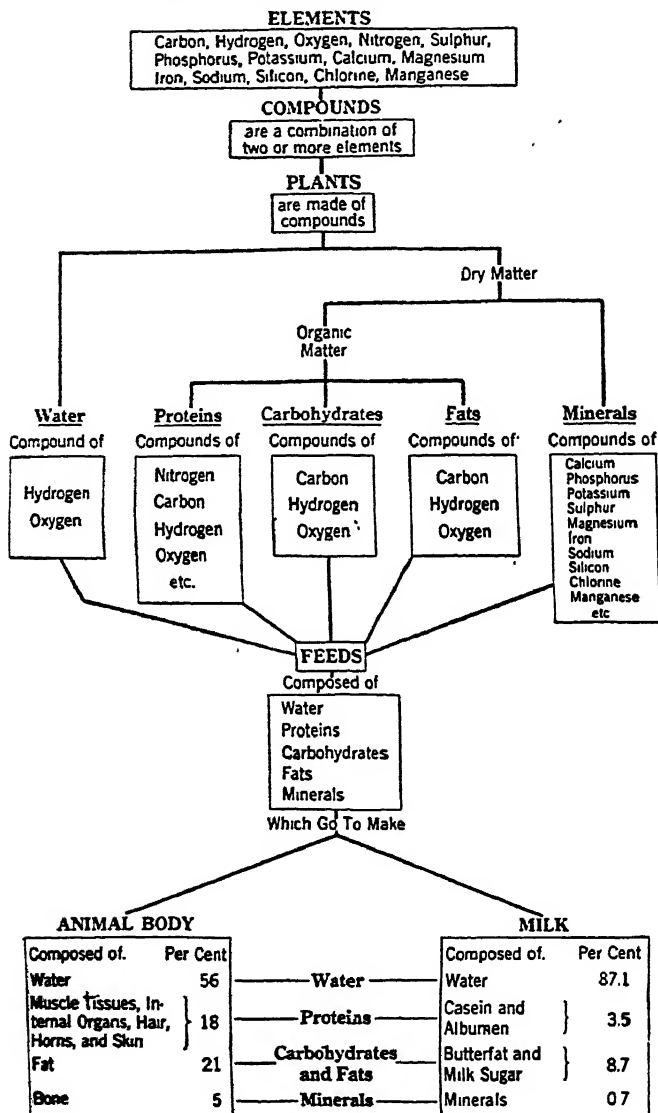 ELEMENTS
Carbon, Hydrogen, Oxygen, Nitrogen, Sulphur,
Phosphorus, Potassium, Calcium, Magnesium
Iron, Sodium, Silicon, Chlorine, Manganese
COMPOUNDS
are a combination of
two or more elements
PLANTS
are made of
compounds
Dry Matter
Organic
Matter
Water
Compound of
Hydrogen
Oxygen
Proteins
Compounds of
Nitrogen
Carbon
Hydrogen
Oxygen
etc.
Carbohydrates
Compounds of
Carbon
Hydrogen
Oxygen
Fats
Compounds of
Carbon
Hydrogen
Oxygen
Minerals
Compounds of
Calcium
Phosphorus
Potassium
Sulphur
Magnesium
Iron
Sodium
Silicon
Chlorine
Manganese
etc
FEEDS
Composed of
Water
Proteins
Carbohydrates
Fats
Minerals
Which Go To Make
ANIMAL BODY
Composed of. Per Cent
Water 56
Muscle Tissues, In-
ternal Organs, Hair,
Horns, and Skin 18
Fat 21
Bone 5
Water
Proteins
Carbohydrates
and Fats
Minerals
MILK
Composed of. Per Cent
Water 87.1
Casein and
Albumen 3.5
Butterfat and
Milk Sugar 8.7
Minerals 0 7